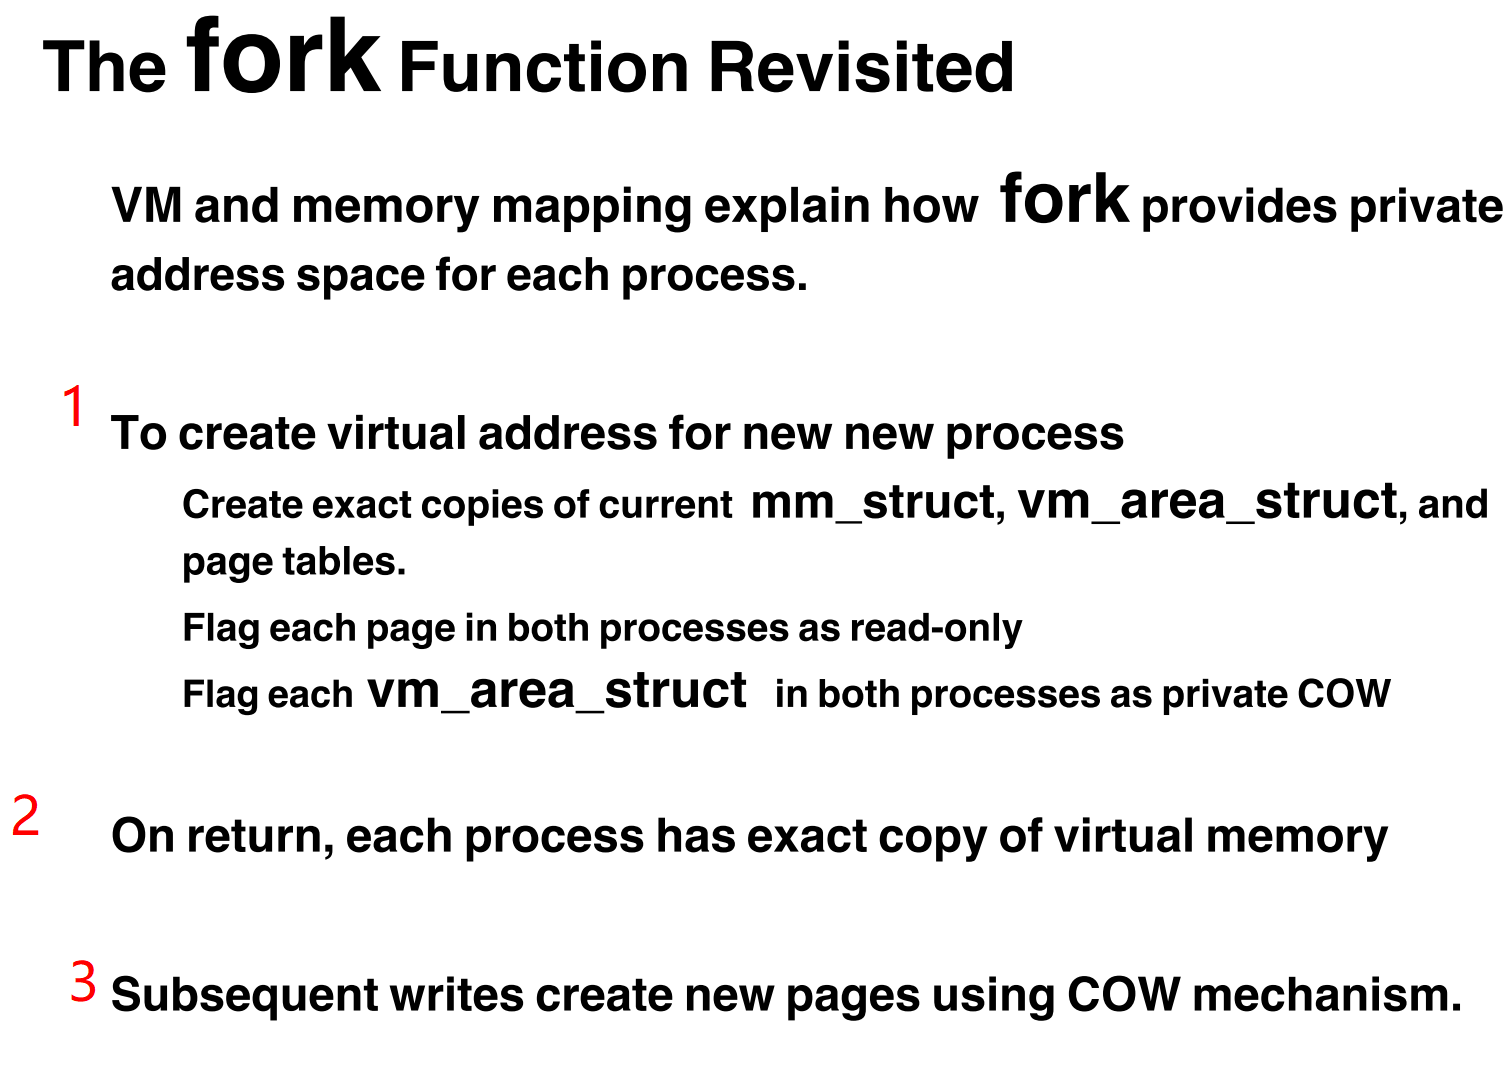 The fork Function Revisited
VM and memory mapping explain how fork provides private
address space for each process.
1 To create virtual address for new new process
Create exact copies of current mm_struct, vm_area_struct, and
page tables.
Flag each page in both processes as read-only
Flag each vm_area_struct in both processes as private COW
2 On return, each process has exact copy of virtual memory
3 Subsequent writes create new pages using COW mechanism.